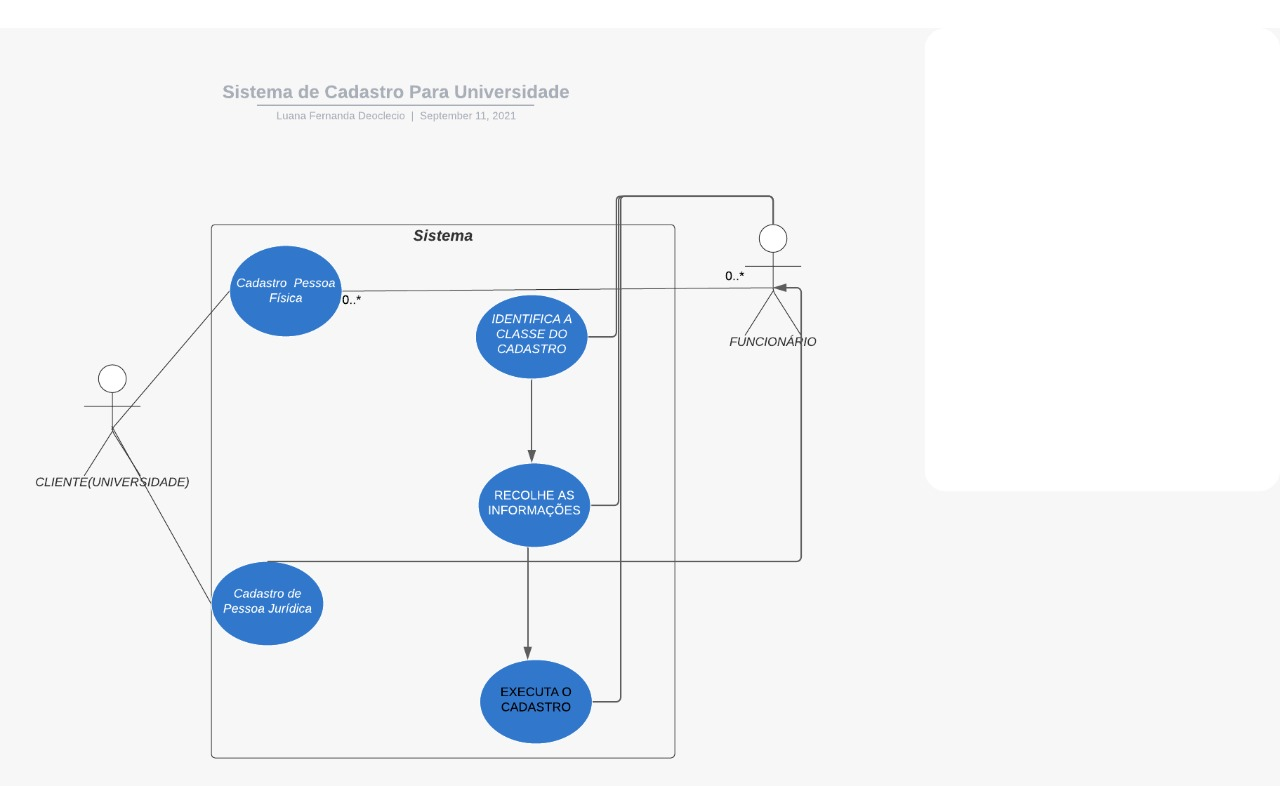 Sistema de Cadastro Para Universidade
Luana Fernanda Deoclecio | September 11, 2021
Sistema
Cadastro Pessoa
Física
0..*
0..*
IDENTIFICA A
CLASSE DO
CADASTRO
FUNCIONÁRIO
CLIENTE(UNIVERSIDADE)
RECOLHE AS
INFORMAÇÕES
Cadastro de
Pessoa Jurídica
EXECUTA O
CADASTRO